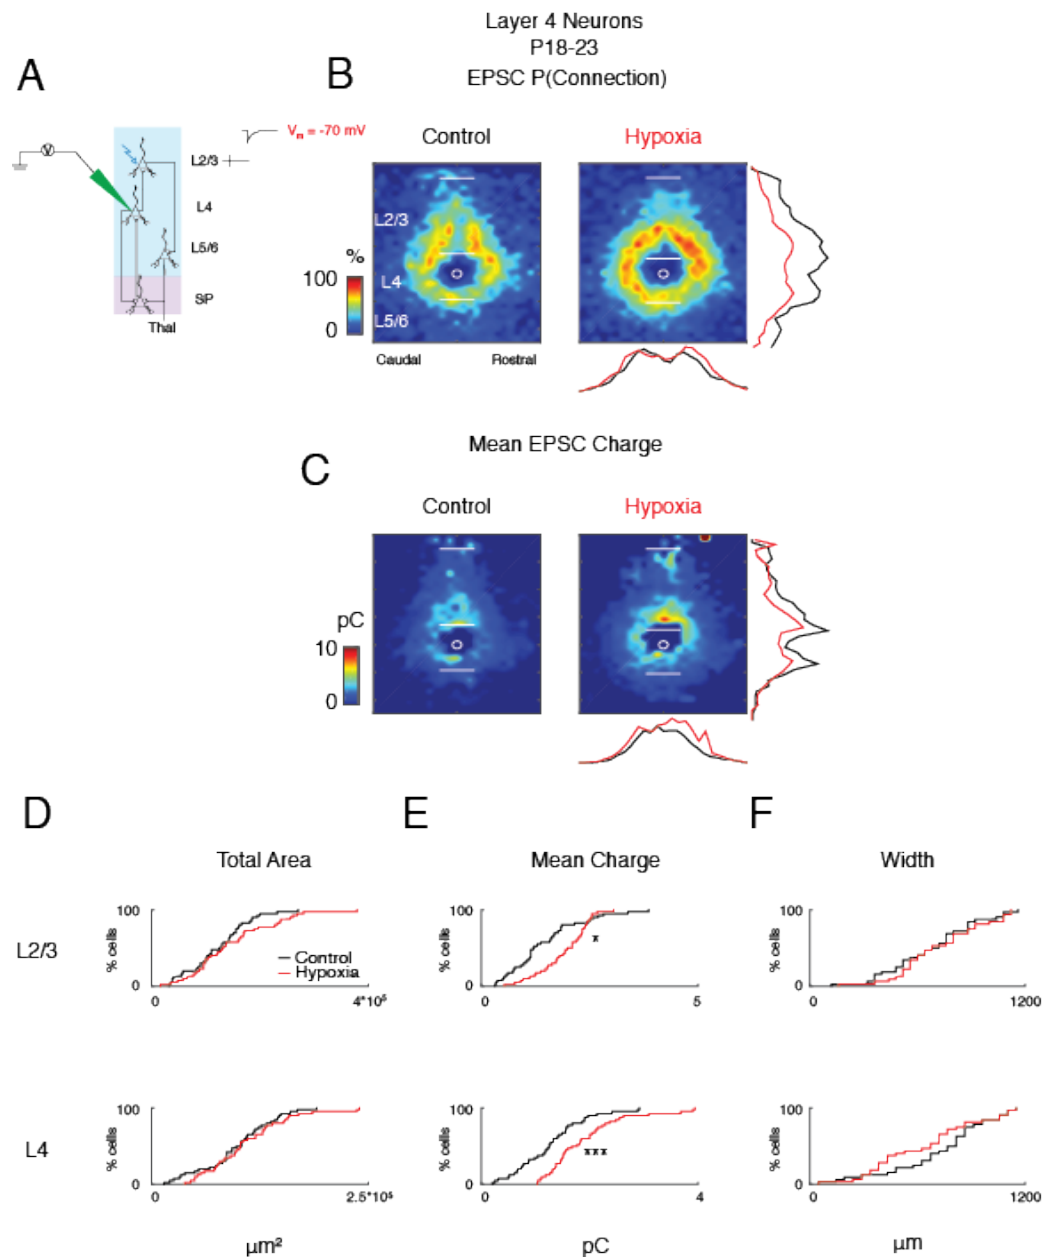 Layer 4 Neurons
P18-23
EPSC P(Connection)
A
B
V
Vm = -70 mV
L2/3
L4
L5/6
SP
Thal
Control
Hypoxia
L2/3
L4
L5/6
%
100
0
Caudal
Rostral
Mean EPSC Charge
C
Control
Hypoxia
pC
10
0
D
E
F
Total Area
Mean Charge
Width
L2/3
% cells
100
0
Control
Hypoxia
0
4*10⁵
% cells
100
0
*
0
5
% cells
100
0
0
1200
L4
% cells
100
0
0
2.5*10⁵
% cells
100
0
***
0
4
% cells
100
0
0
1200
µm²
pC
µm